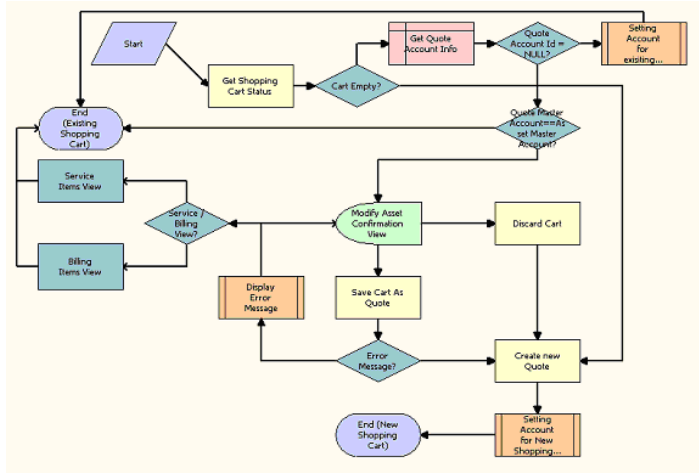 Start
Get Shopping
Cart Status
Cart Empty?
Get Quote
Account Info
Quote
Account Id =
NULL?
Setting
Account
for
exisiting...
End
(Existing
Shopping
Cart)
Quote Master
Account==As
set Master
Account?
Service
Items View
Service /
Billing
View?
Modify Asset
Confirmation
View
Discard Cart
Billing
Items View
Display
Error
Message
Save Cart As
Quote
Error
Message?
Create new
Quote
End (New
Shopping
Cart)
Setting
Account
for New
Shopping...